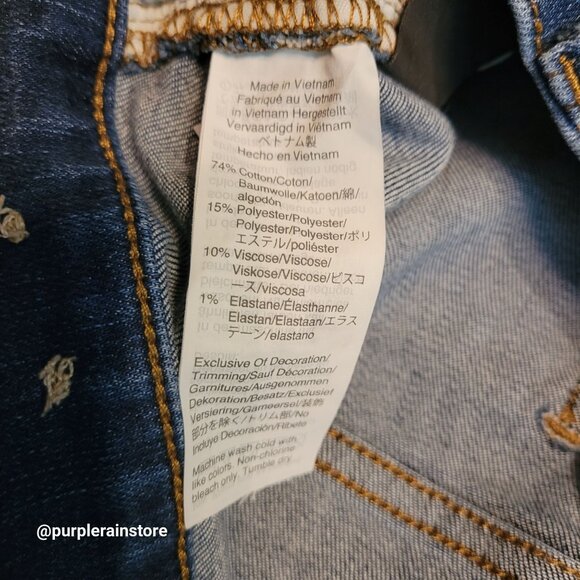 Made in Vietnam
Fabriqué au Vietnam
in Vietnam Hergestellt
Vervaardigd in Viëtnam
ベトナム製
Hecho en Vietnam
74% Cotton/Coton/
Baumwolle/Katoen/綿/
algodón
15% Polyester/Polyester/
Polyester/Polyester/ポリ
エステル/poliéster
10% Viscose/Viscose/
Viskose/Viscose/ビスコ
ース/viscosa
1% Elastane/Élasthanne/
Elastan/Elastaan/エラス
テーン/elastano
Exclusive Of Decoration/
Trimming/Sauf Décoration/
Garnitures/Ausgenommen
Dekoration/Besatz/Exclusief
Versiering/Garneersel/装飾
部分を除く/トリム部/No
Incluye Decoración/Ribete
Machine wash cold with
like colors. Non-chlorine
bleach only. Tumble dry
@purplerainstore